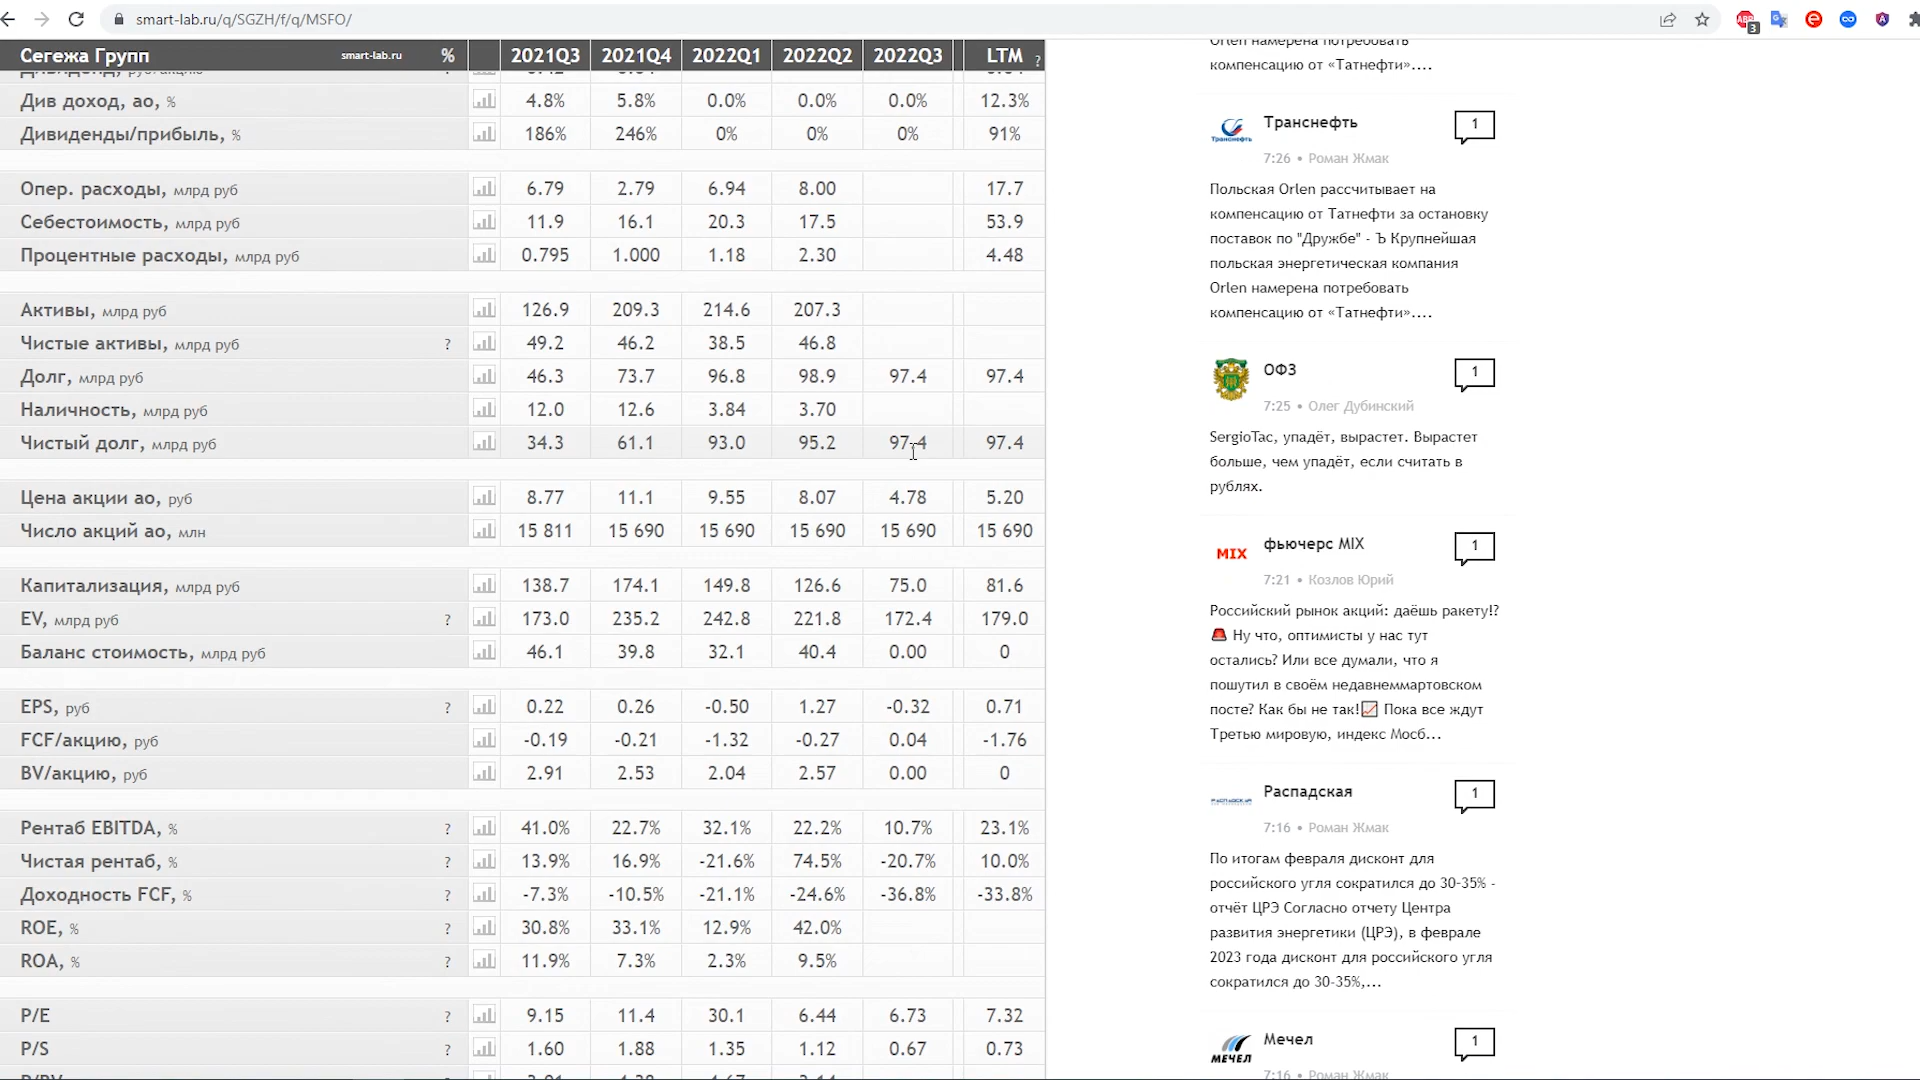 smart-lab.ru/q/SGZH/f/q/MSFO/
3
Сегежа Групп smart-lab.ru % 2021Q3 2021Q4 2022Q1 2022Q2 2022Q3 LTM ?
Див доход, ао, % 4.8% 5.8% 0.0% 0.0% 0.0% 12.3%
Дивиденды/прибыль, % 186% 246% 0% 0% 0% 91%
Опер. расходы, млрд руб 6.79 2.79 6.94 8.00 17.7
Себестоимость, млрд руб 11.9 16.1 20.3 17.5 53.9
Процентные расходы, млрд руб 0.795 1.000 1.18 2.30 4.48
Активы, млрд руб 126.9 209.3 214.6 207.3
Чистые активы, млрд руб ? 49.2 46.2 38.5 46.8
Долг, млрд руб 46.3 73.7 96.8 98.9 97.4 97.4
Наличность, млрд руб 12.0 12.6 3.84 3.70
Чистый долг, млрд руб 34.3 61.1 93.0 95.2 97.4 97.4
Цена акции ао, руб 8.77 11.1 9.55 8.07 4.78 5.20
Число акций ао, млн 15 811 15 690 15 690 15 690 15 690 15 690
Капитализация, млрд руб 138.7 174.1 149.8 126.6 75.0 81.6
EV, млрд руб ? 173.0 235.2 242.8 221.8 172.4 179.0
Баланс стоимость, млрд руб 46.1 39.8 32.1 40.4 0.00 0
EPS, руб ? 0.22 0.26 -0.50 1.27 -0.32 0.71
FCF/акцию, руб -0.19 -0.21 -1.32 -0.27 0.04 -1.76
BV/акцию, руб 2.91 2.53 2.04 2.57 0.00 0
Рентаб EBITDA, % ? 41.0% 22.7% 32.1% 22.2% 10.7% 23.1%
Чистая рентаб, % ? 13.9% 16.9% -21.6% 74.5% -20.7% 10.0%
Доходность FCF, % ? -7.3% -10.5% -21.1% -24.6% -36.8% -33.8%
ROE, % ? 30.8% 33.1% 12.9% 42.0%
ROA, % ? 11.9% 7.3% 2.3% 9.5%
P/E ? 9.15 11.4 30.1 6.44 6.73 7.32
P/S ? 1.60 1.88 1.35 1.12 0.67 0.73
Orlen намерена потребовать
компенсацию от «Татнефти»....
Транснефть
Транснефть 1
7:26 • Роман Жмак
Польская Orlen рассчитывает на
компенсацию от Татнефти за остановку
поставок по "Дружбе" - Ъ Крупнейшая
польская энергетическая компания
Orlen намерена потребовать
компенсацию от «Татнефти»....
ОФЗ 1
7:25 • Олег Дубинский
SergioTac, упадёт, вырастет. Вырастет
больше, чем упадёт, если считать в
рублях.
MIX
фьючерс MIX 1
7:21 • Козлов Юрий
Российский рынок акций: даёшь ракету!?
🚨 Ну что, оптимисты у нас тут
остались? Или все думали, что я
пошутил в своём недавнеммартовском
посте? Как бы не так!📈 Пока все ждут
Третью мировую, индекс Мосб...
РАСПАДСКАЯ
Распадская 1
7:16 • Роман Жмак
По итогам февраля дисконт для
российского угля сократился до 30-35% -
отчёт ЦРЭ Согласно отчету Центра
развития энергетики (ЦРЭ), в феврале
2023 года дисконт для российского угля
сократился до 30-35%,...
МЕЧЕЛ
Мечел 1
7:16 • Роман Жмак